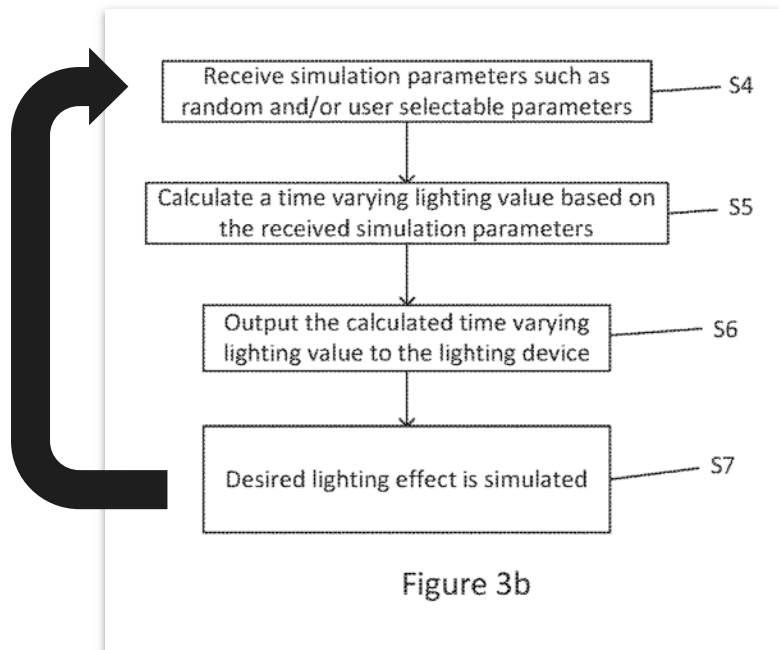 Receive simulation parameters such as
random and/or user selectable parameters
S4
Calculate a time varying lighting value based on
the received simulation parameters
S5
Output the calculated time varying
lighting value to the lighting device
S6
Desired lighting effect is simulated
S7
Figure 3b